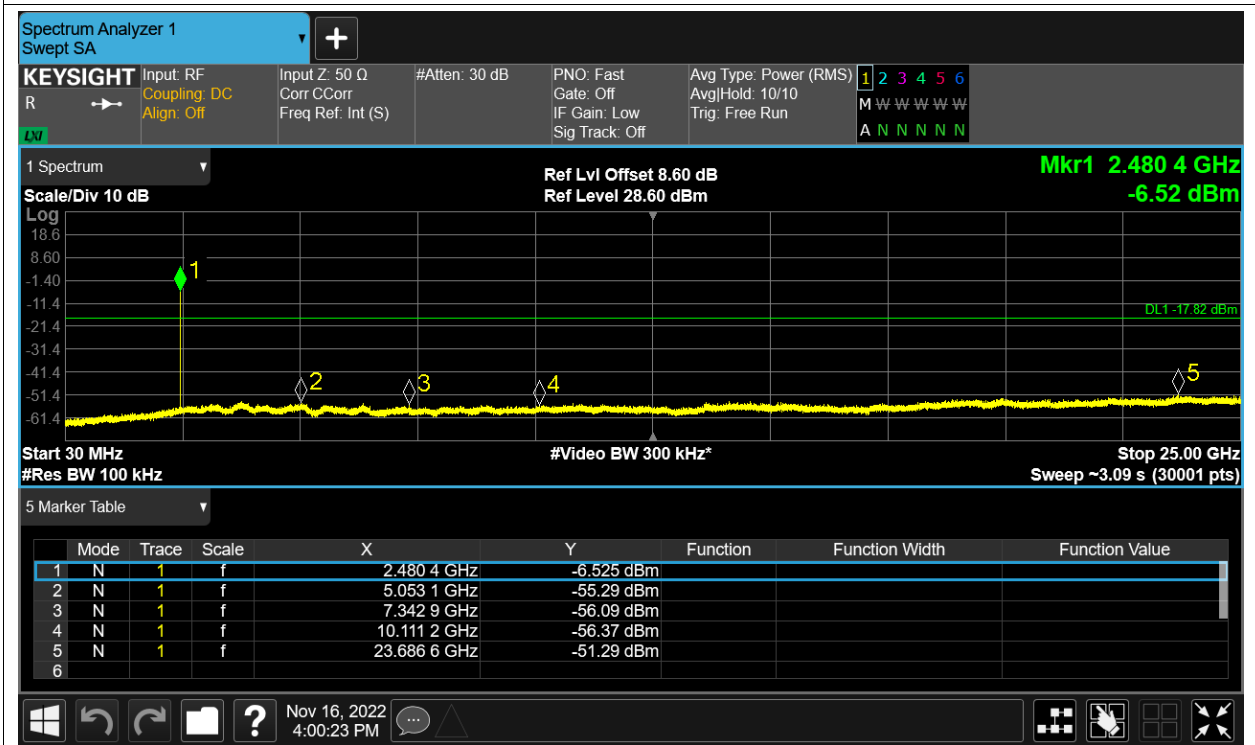 Spectrum Analyzer 1
Swept SA
+
KEYSIGHT Input: RF Input Z: 50 Ω #Atten: 30 dB PNO: Fast Avg Type: Power (RMS) 1 2 3 4 5 6
R Coupling: DC Corr CCorr Gate: Off Avg|Hold: 10/10 M W W W W W
Align: Off Freq Ref: Int (S) IF Gain: Low Trig: Free Run
LXI Sig Track: Off A N N N N N
1 Spectrum Ref Lvl Offset 8.60 dB Mkr1 2.480 4 GHz
Scale/Div 10 dB Ref Level 28.60 dBm -6.52 dBm
Log
18.6
8.60
1
-1.40
-11.4
DL1 -17.82 dBm
-21.4
-31.4
-41.4
2 3 4 5
-51.4
-61.4
Start 30 MHz #Video BW 300 kHz* Stop 25.00 GHz
#Res BW 100 kHz Sweep ~3.09 s (30001 pts)
5 Marker Table
Mode Trace Scale X Y Function Function Width Function Value
1 N 1 f 2.480 4 GHz -6.525 dBm
2 N 1 f 5.053 1 GHz -55.29 dBm
3 N 1 f 7.342 9 GHz -56.09 dBm
4 N 1 f 10.111 2 GHz -56.37 dBm
5 N 1 f 23.686 6 GHz -51.29 dBm
6
? Nov 16, 2022
4:00:23 PM